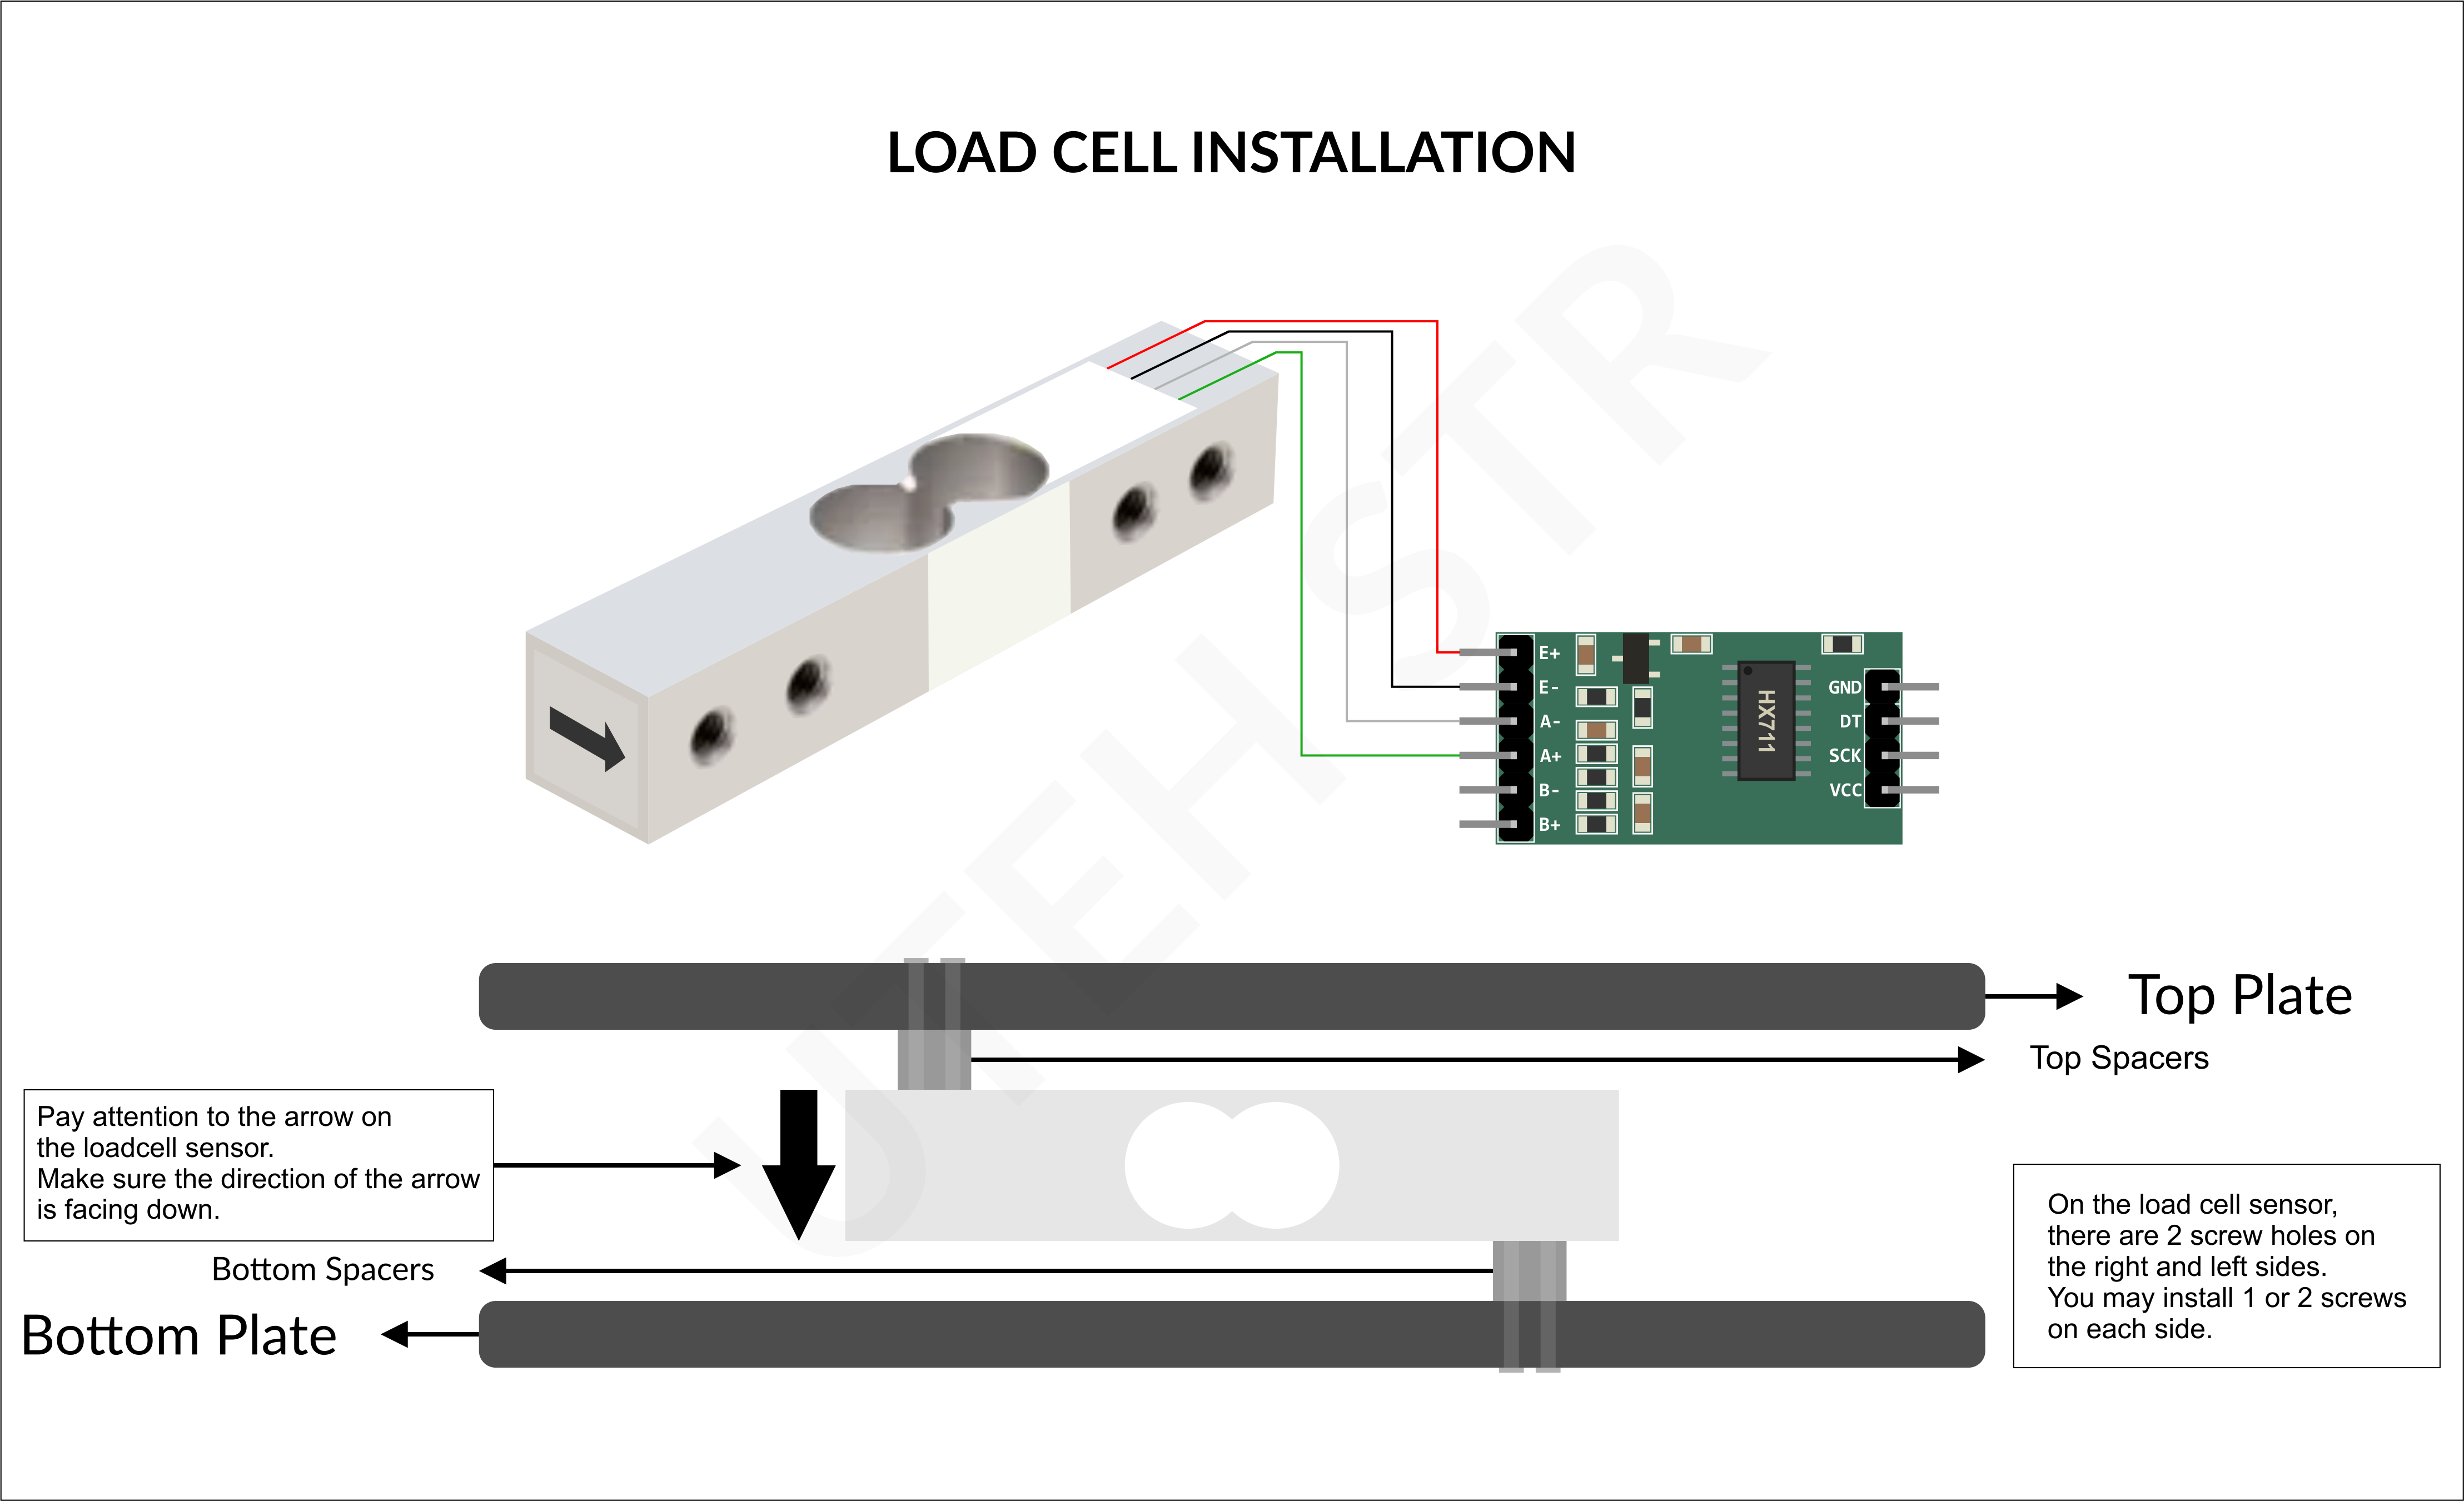 LOAD CELL INSTALLATION
E+
E-
A-
A+
B-
B+
HX711
GND
DT
SCK
VCC
Top Plate
Top Spacers
Pay attention to the arrow on
the loadcell sensor.
Make sure the direction of the arrow
is facing down.
On the load cell sensor,
there are 2 screw holes on
the right and left sides.
You may install 1 or 2 screws
on each side.
Bottom Spacers
Bottom Plate
UTEH STR